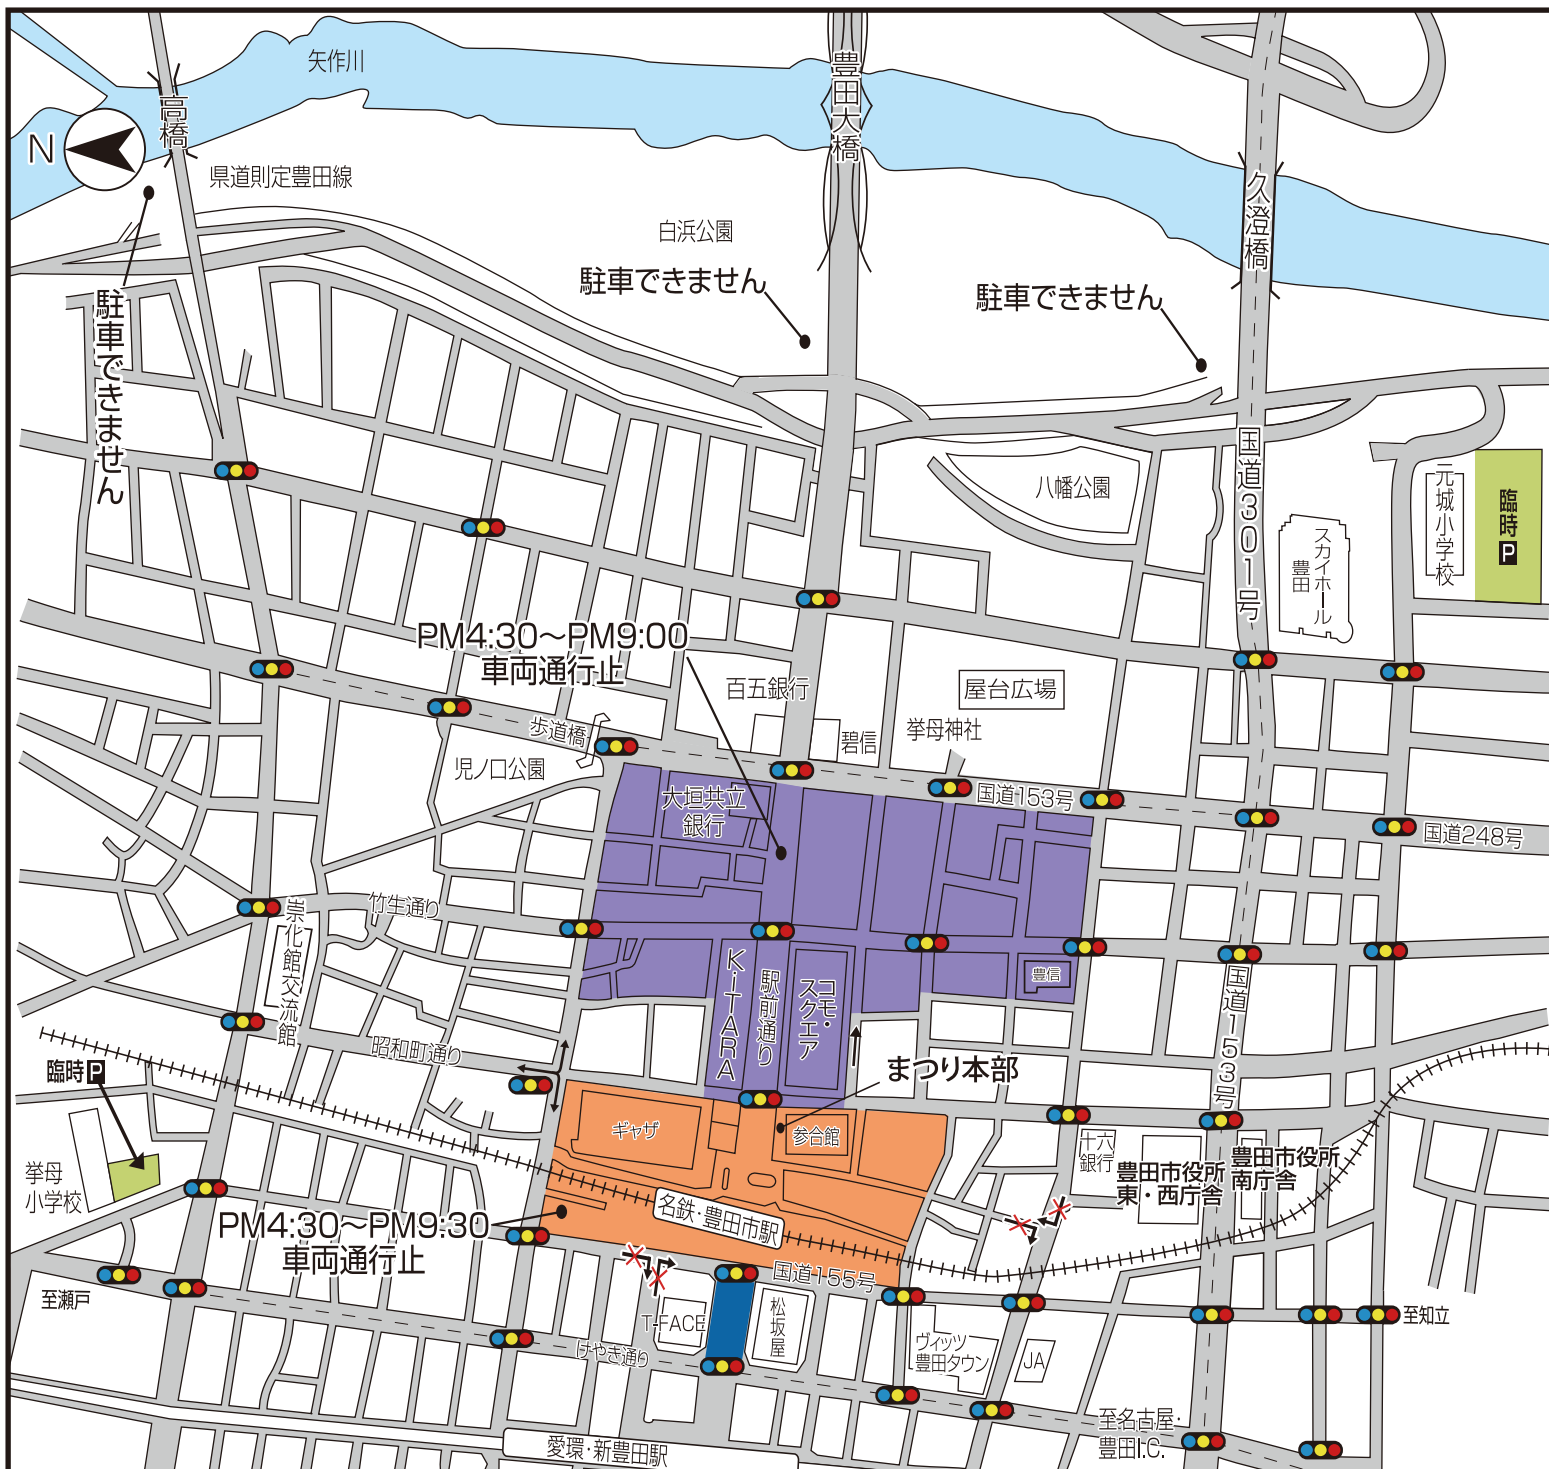 矢作川
豊田大橋
高橋
N
県道則定豊田線
久澄橋
白浜公園
駐車できません
駐車できません
駐車できません
国道301号
八幡公園
元城小学校
臨時P
スカイホール
豊田
PM4:30～PM9:00
車両通行止
百五銀行
屋台広場
歩道橋
碧信
挙母神社
児ノ口公園
大垣共立
銀行
国道153号
国道248号
竹生通り
崇化館交流館
KiTARA
駅前通り
コモ・
スクエア
豊信
国道153号
昭和町通り
臨時P
まつり本部
ギャザ
参合館
十六
銀行
豊田市役所
東・西庁舎
豊田市役所
南庁舎
挙母
小学校
名鉄・豊田市駅
PM4:30～PM9:30
車両通行止
国道155号
至瀬戸
T-FACE
松坂屋
至知立
けやき通り
ヴィッツ
豊田タウン
JA
至名古屋・
豊田I.C.
愛環・新豊田駅